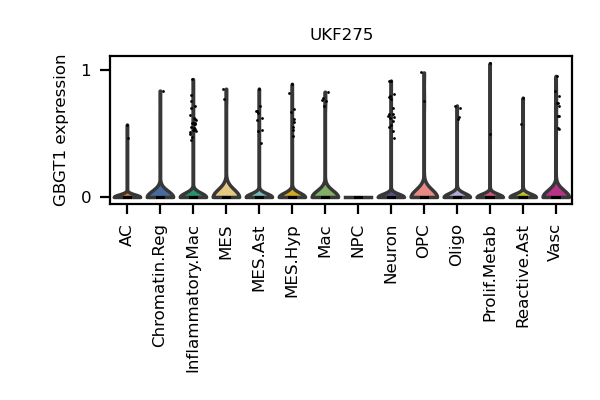 UKF275
GBGT1 expression
1
0
AC
Chromatin.Reg
Inflammatory.Mac
MES
MES.Ast
MES.Hyp
Mac
NPC
Neuron
OPC
Oligo
Prolif.Metab
Reactive.Ast
Vasc